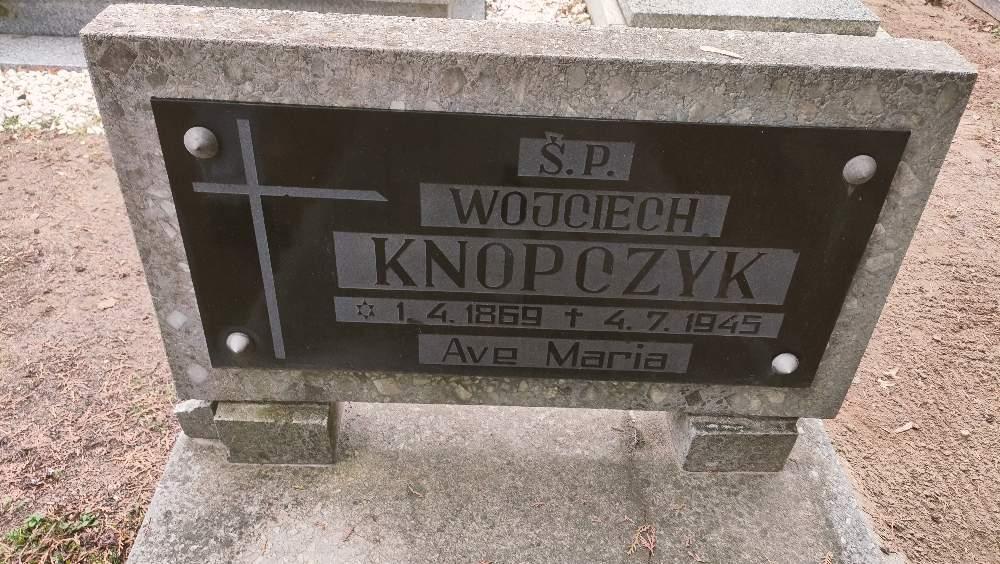 Š.P.
WOJCIECH
KNOPCZYK
✡ 1.4.1869 ✝ 4.7.1945
Ave Maria